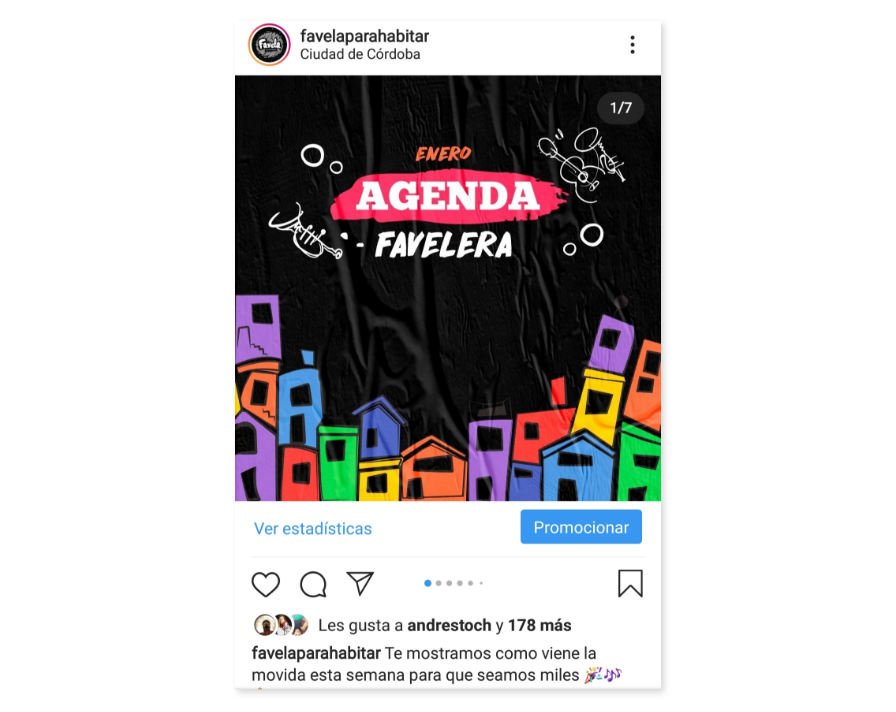 Favela
favelaparahabitar
Ciudad de Córdoba
1/7
ENERO
AGENDA
- FAVELERA
Ver estadísticas
Promocionar
Les gusta a andrestoch y 178 más
favelaparahabitar Te mostramos como viene la
movida esta semana para que seamos miles 🎉🎶